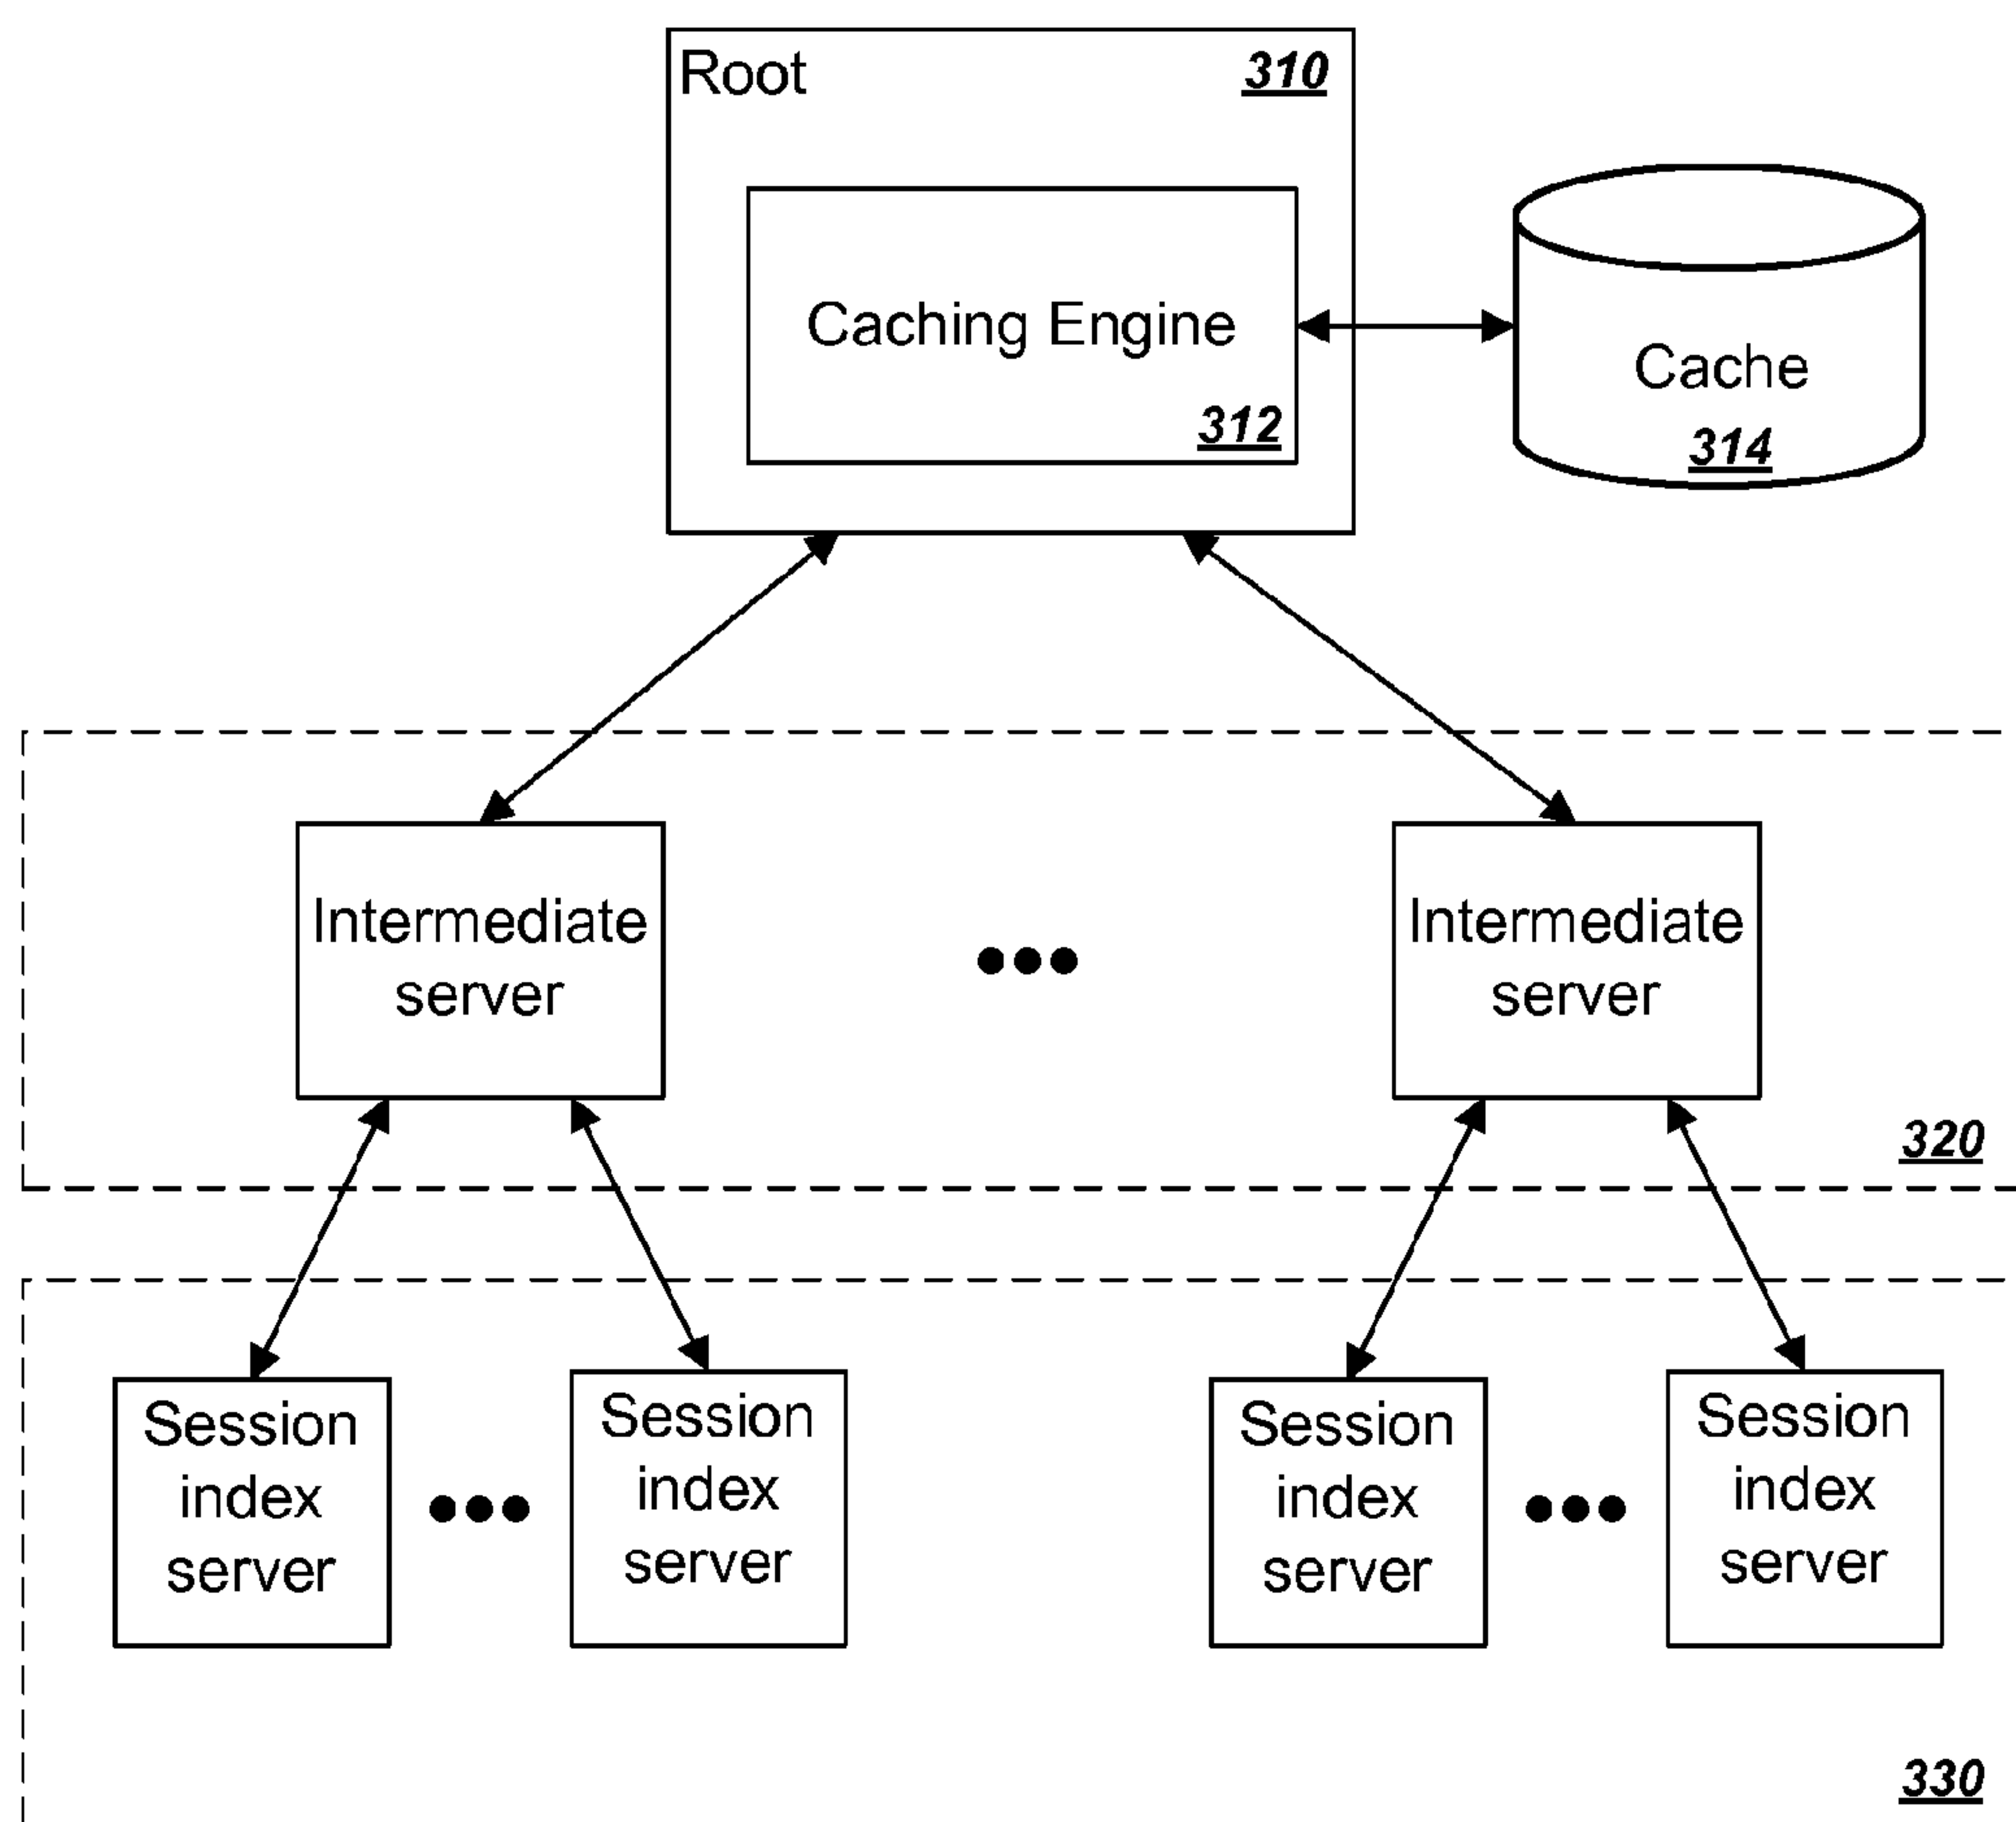 Root
310
Caching Engine
312
Cache
314
Intermediate
server
Intermediate
server
320
Session
index
server
Session
index
server
Session
index
server
Session
index
server
330